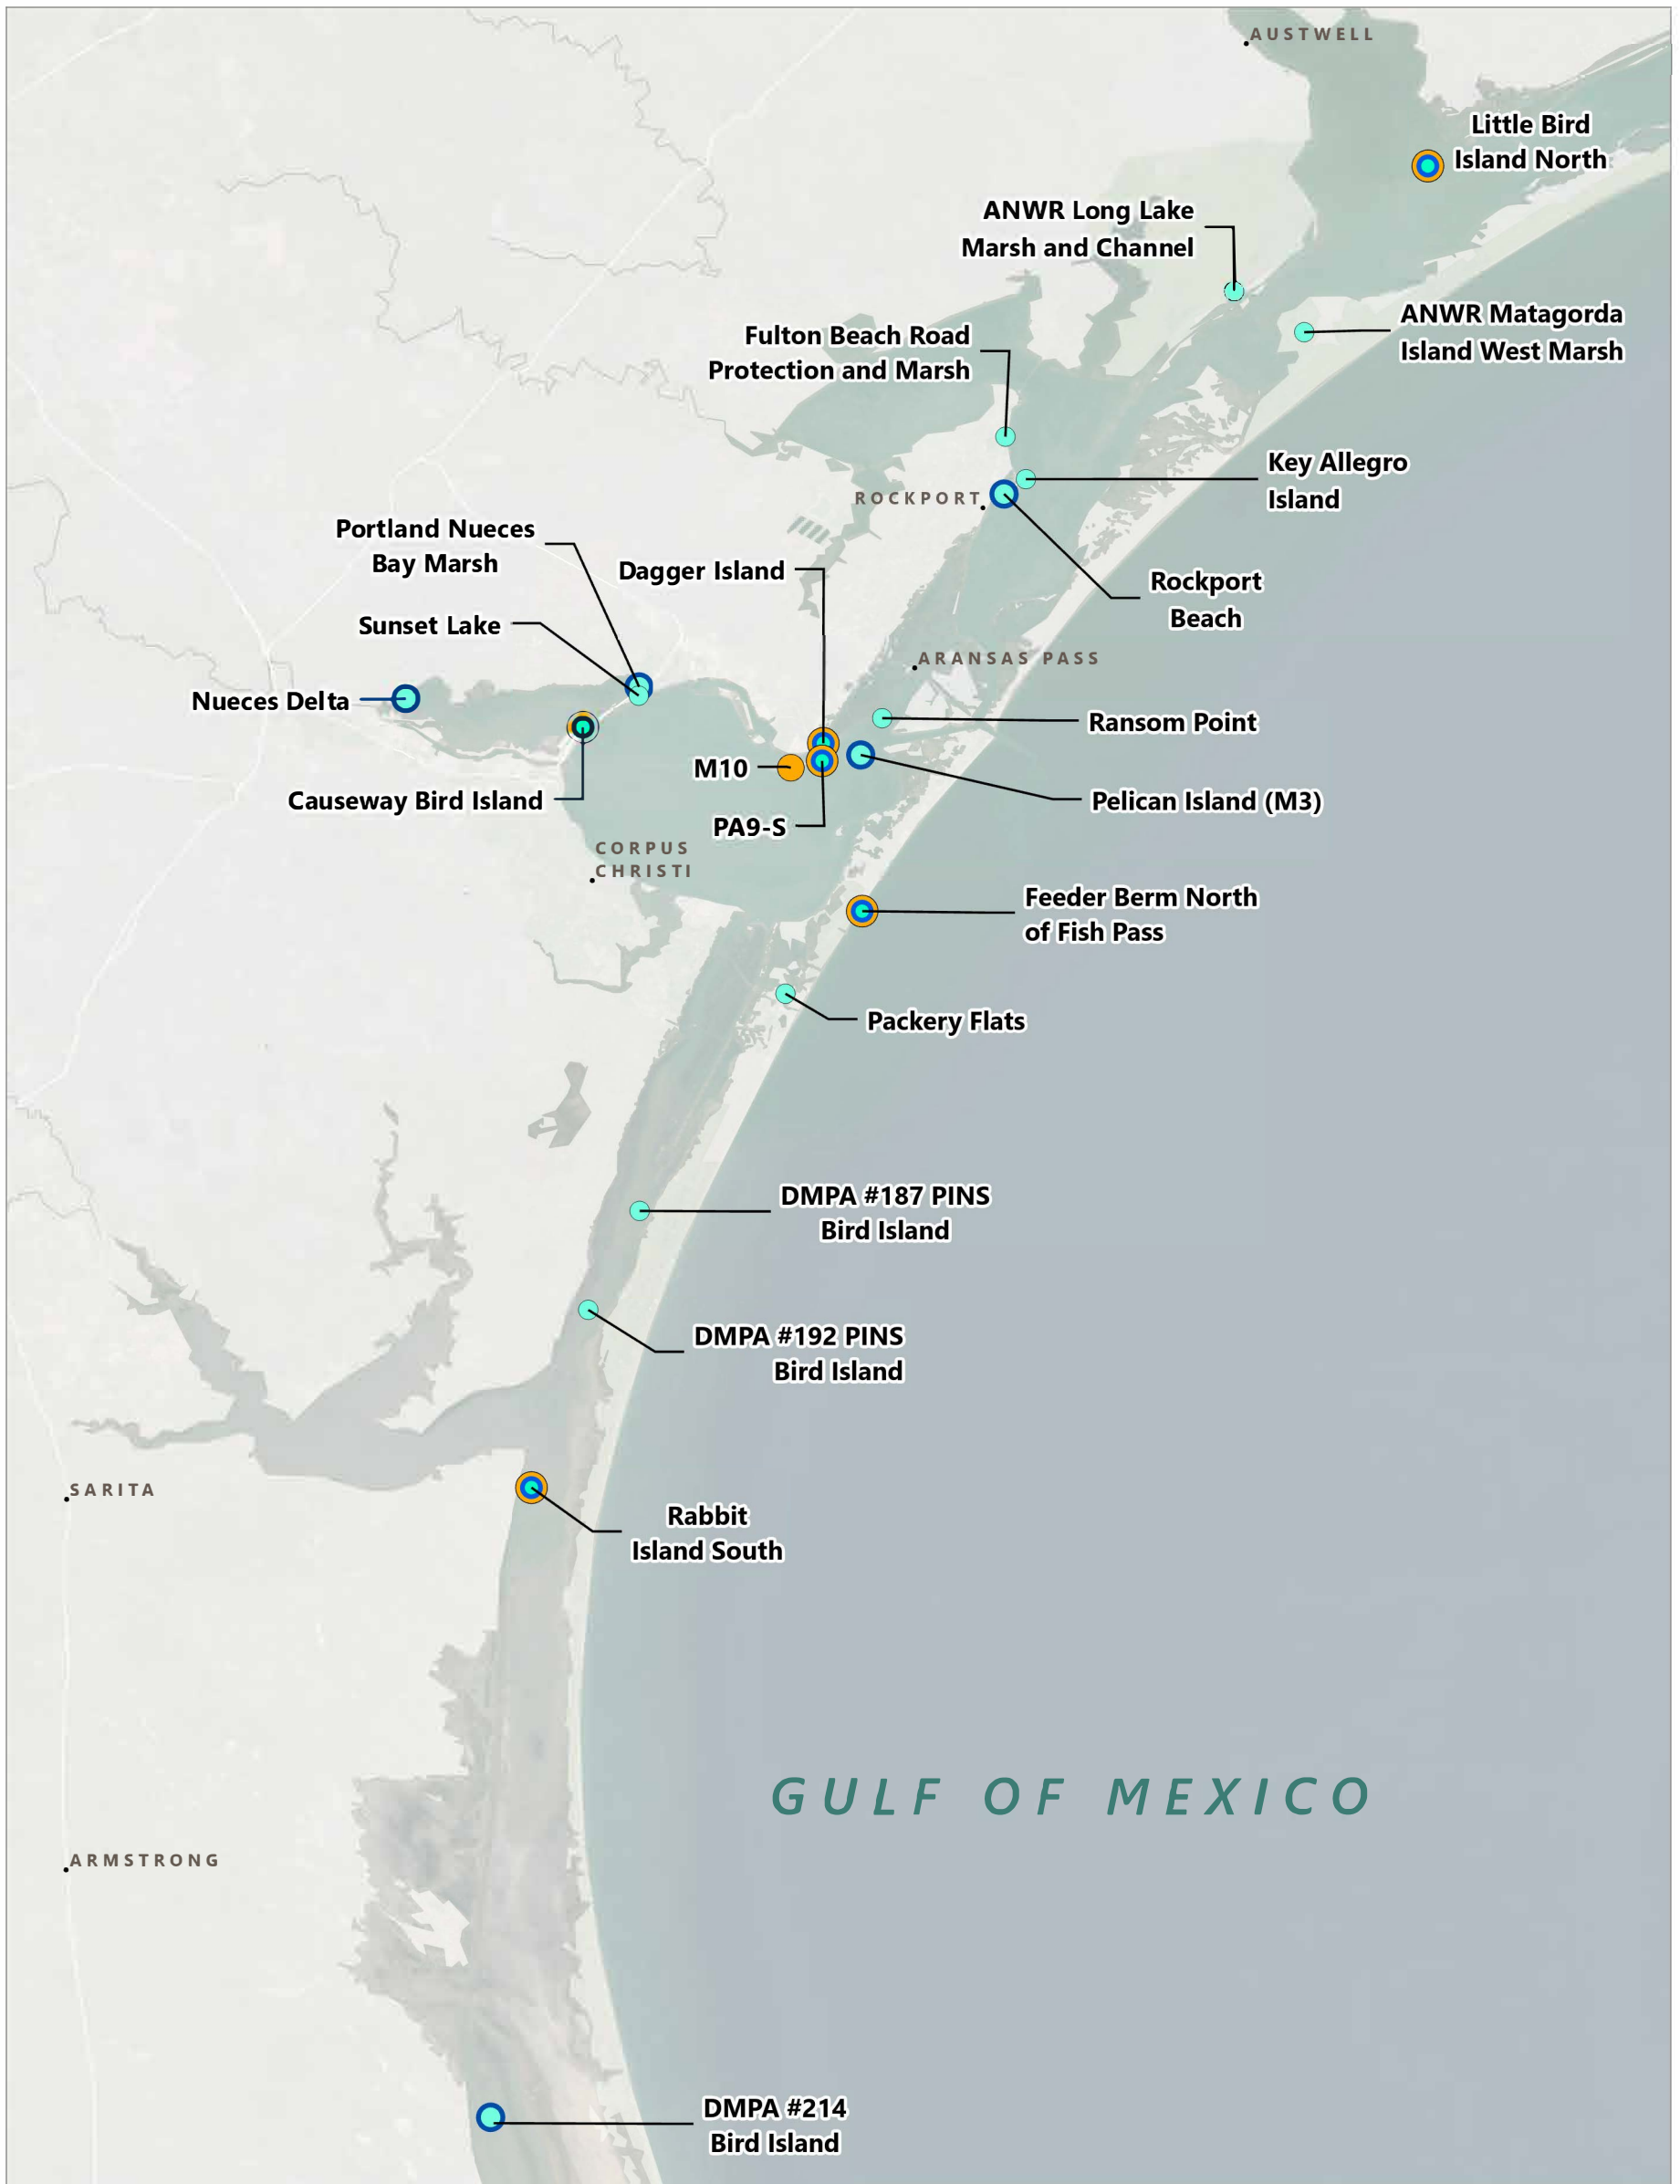 AUSTWELL
Little Bird
Island North
ANWR Long Lake
Marsh and Channel
ANWR Matagorda
Island West Marsh
Fulton Beach Road
Protection and Marsh
Key Allegro
Island
ROCKPORT
Portland Nueces
Bay Marsh
Dagger Island
Rockport
Beach
Sunset Lake
ARANSAS PASS
Nueces Delta
Ransom Point
M10
Causeway Bird Island
Pelican Island (M3)
PA9-S
CORPUS
CHRISTI
Feeder Berm North
of Fish Pass
Packery Flats
DMPA #187 PINS
Bird Island
DMPA #192 PINS
Bird Island
SARITA
Rabbit
Island South
GULF OF MEXICO
ARMSTRONG
DMPA #214
Bird Island